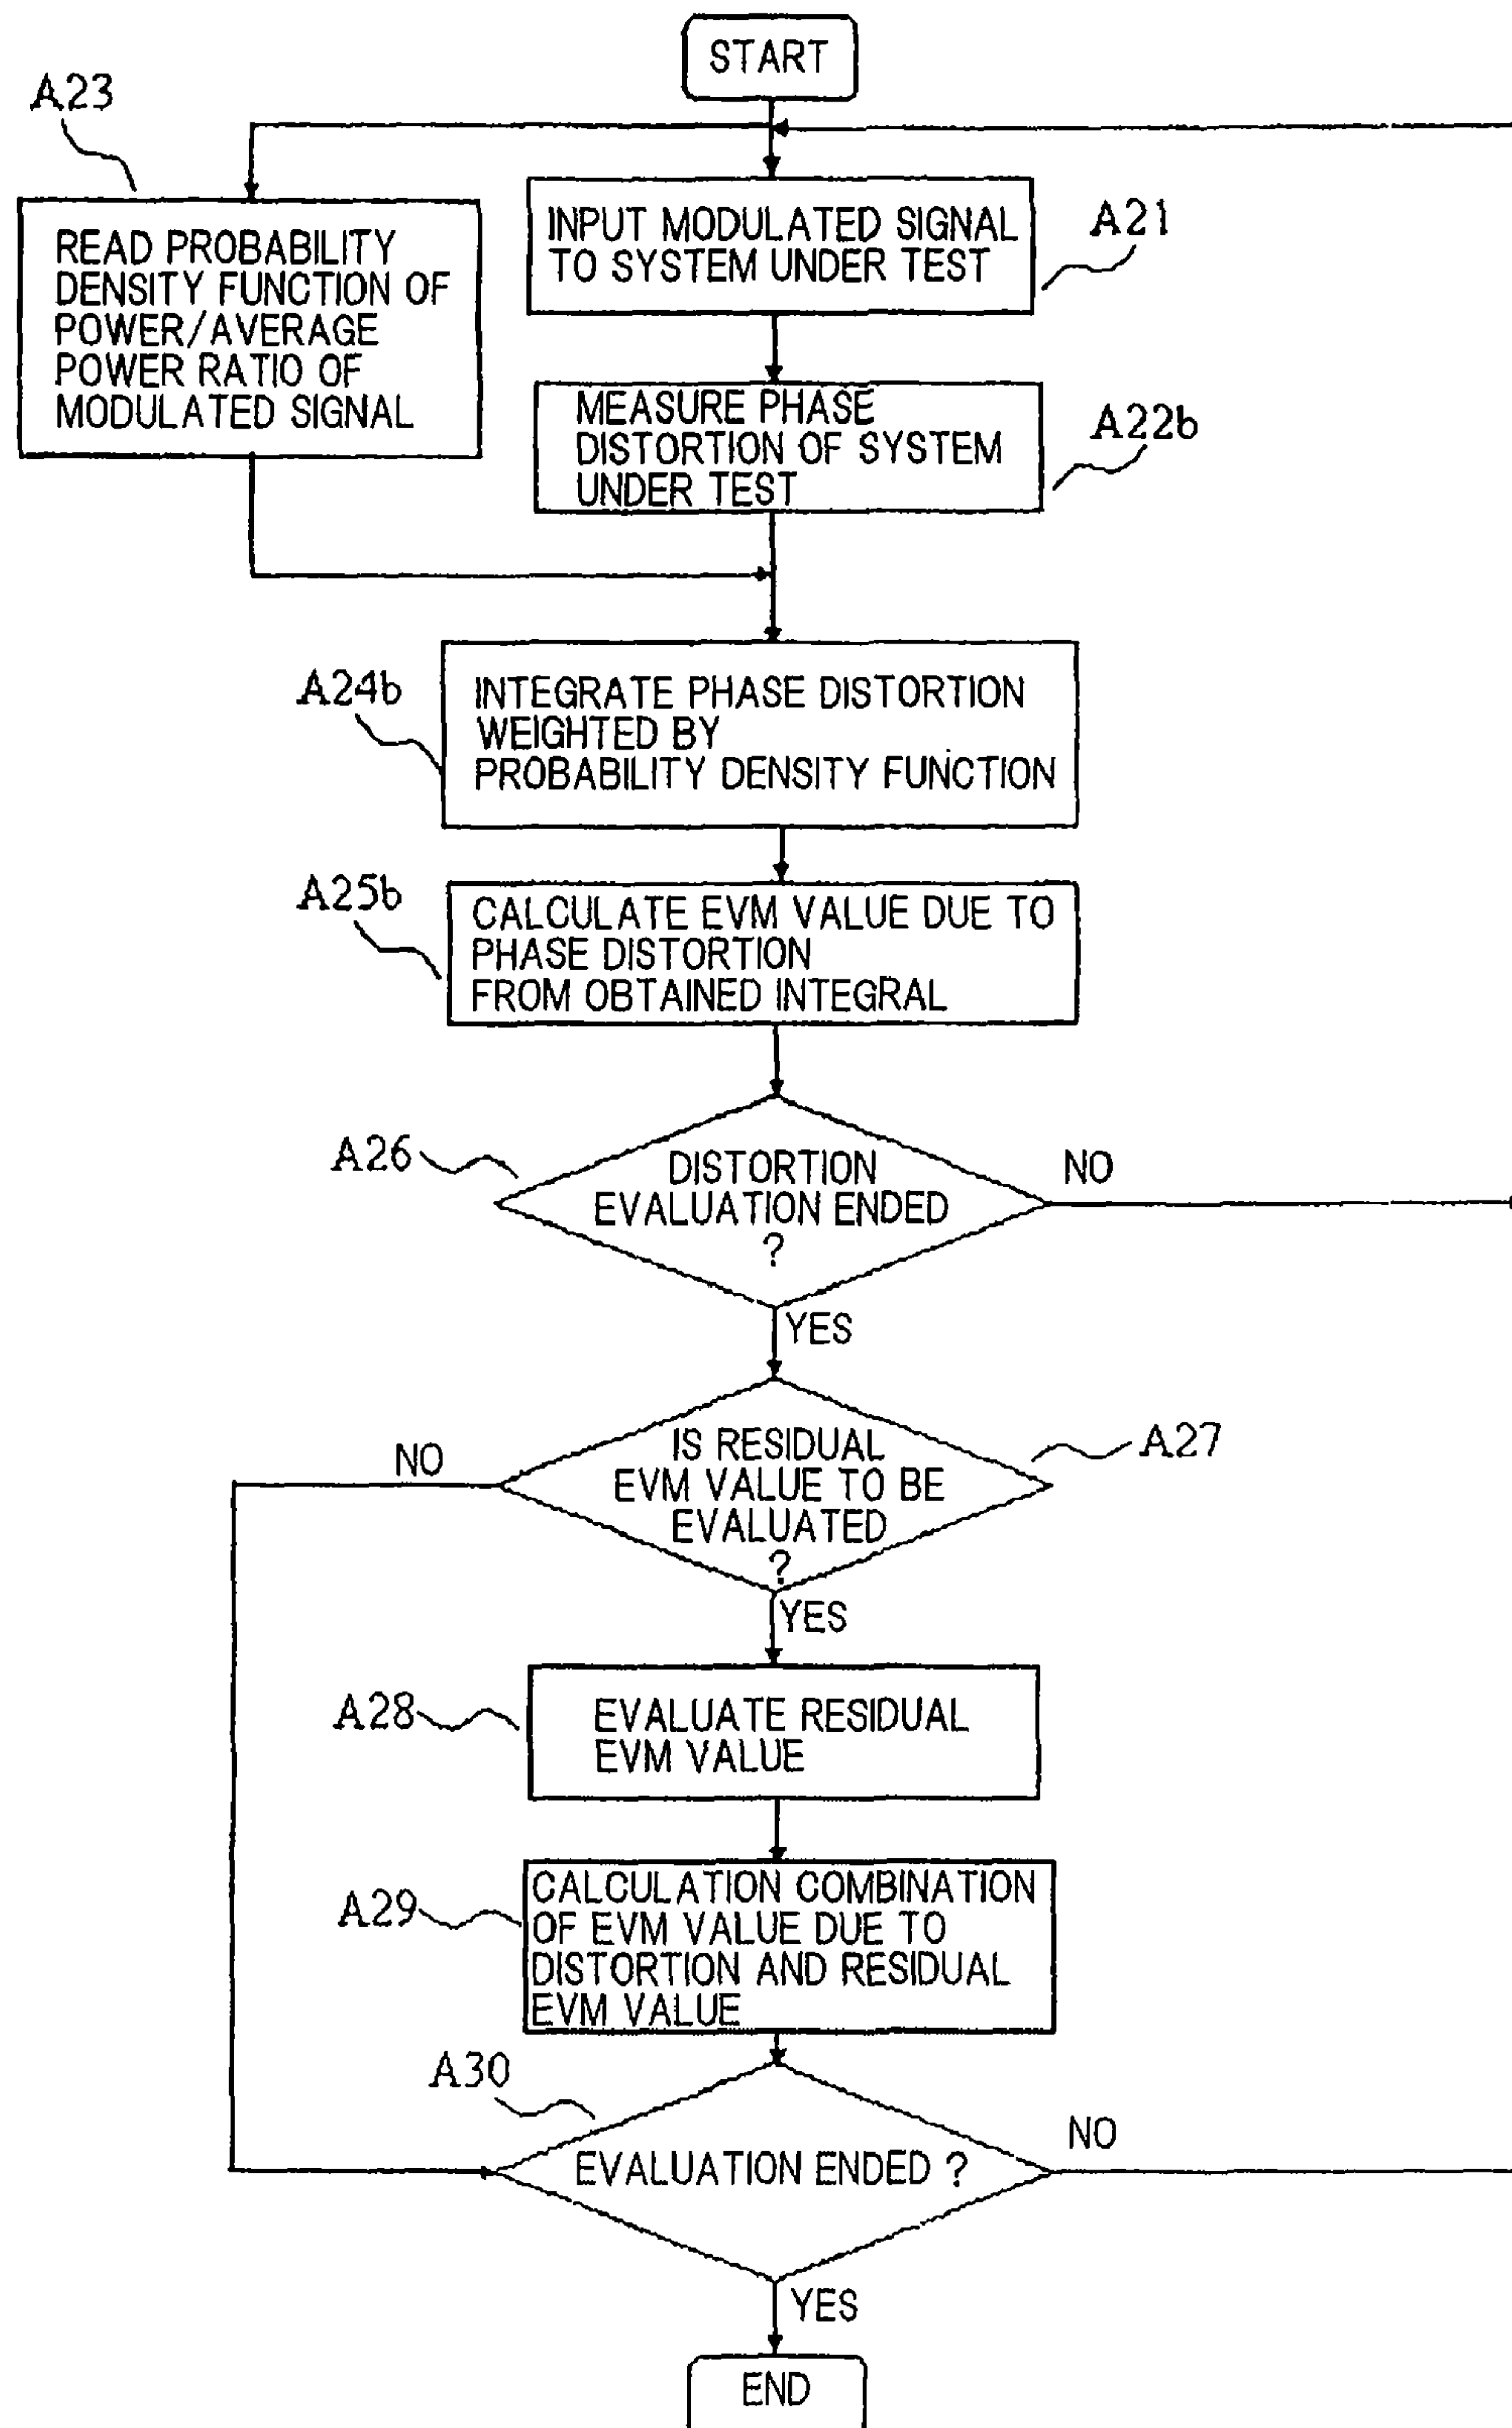 START
A23
READ PROBABILITY
DENSITY FUNCTION OF
POWER/AVERAGE
POWER RATIO OF
MODULATED SIGNAL
INPUT MODULATED SIGNAL
TO SYSTEM UNDER TEST
A21
MEASURE PHASE
DISTORTION OF SYSTEM
UNDER TEST
A22b
A24b
INTEGRATE PHASE DISTORTION
WEIGHTED BY
PROBABILITY DENSITY FUNCTION
A25b
CALCULATE EVM VALUE DUE TO
PHASE DISTORTION
FROM OBTAINED INTEGRAL
A26
DISTORTION
EVALUATION ENDED
?
NO
YES
IS RESIDUAL
EVM VALUE TO BE
EVALUATED
?
A27
NO
YES
A28
EVALUATE RESIDUAL
EVM VALUE
A29
CALCULATION COMBINATION
OF EVM VALUE DUE TO
DISTORTION AND RESIDUAL
EVM VALUE
A30
EVALUATION ENDED ?
NO
YES
END